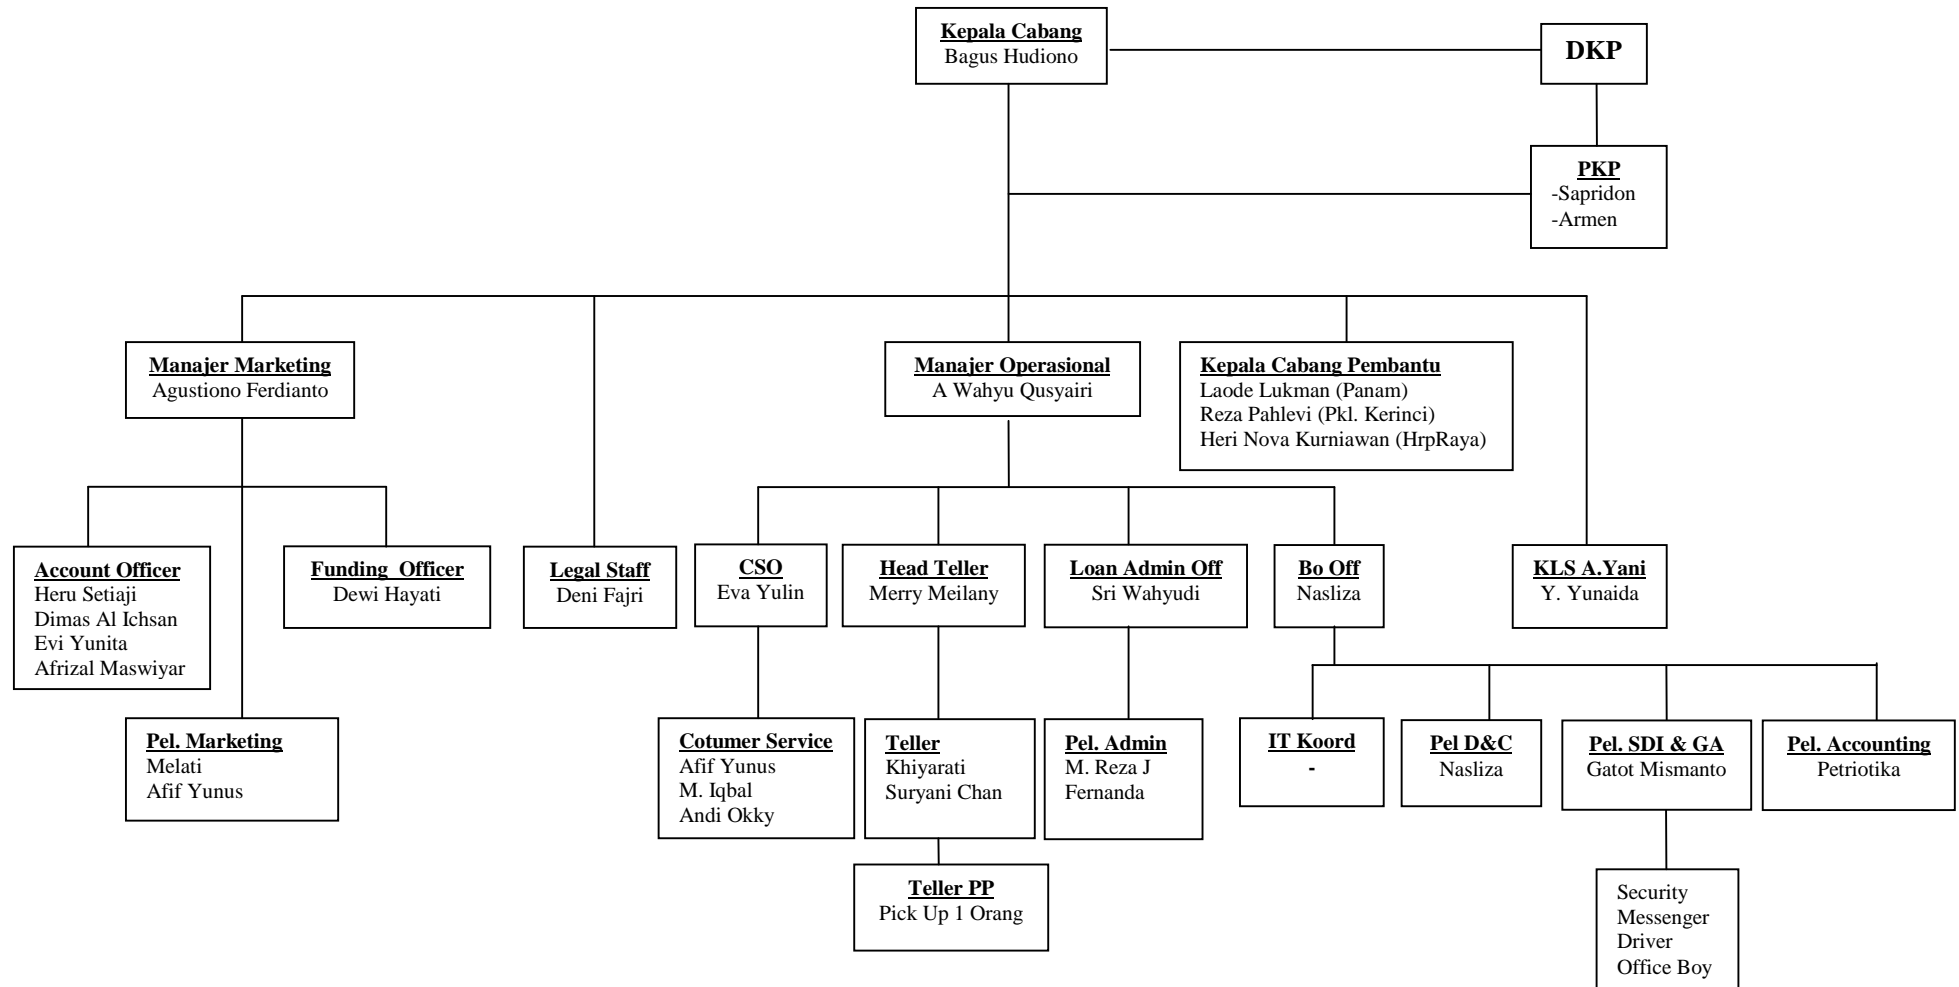 Kepala Cabang
Bagus Hudiono
DKP
PKP
-Sapridon
-Armen
Manajer Marketing
Agustiono Ferdianto
Manajer Operasional
A Wahyu Qusyairi
Kepala Cabang Pembantu
Laode Lukman (Panam)
Reza Pahlevi (Pkl. Kerinci)
Heri Nova Kurniawan (HrpRaya)
Account Officer
Heru Setiaji
Dimas Al Ichsan
Evi Yunita
Afrizal Maswiyar
Funding Officer
Dewi Hayati
Legal Staff
Deni Fajri
CSO
Eva Yulin
Head Teller
Merry Meilany
Loan Admin Off
Sri Wahyudi
Bo Off
Nasliza
KLS A.Yani
Y. Yunaida
Pel. Marketing
Melati
Afif Yunus
Cotumer Service
Afif Yunus
M. Iqbal
Andi Okky
Teller
Khiyarati
Suryani Chan
Pel. Admin
M. Reza J
Fernanda
IT Koord
-
Pel D&C
Nasliza
Pel. SDI & GA
Gatot Mismanto
Pel. Accounting
Petriotika
Teller PP
Pick Up 1 Orang
Security
Messenger
Driver
Office Boy